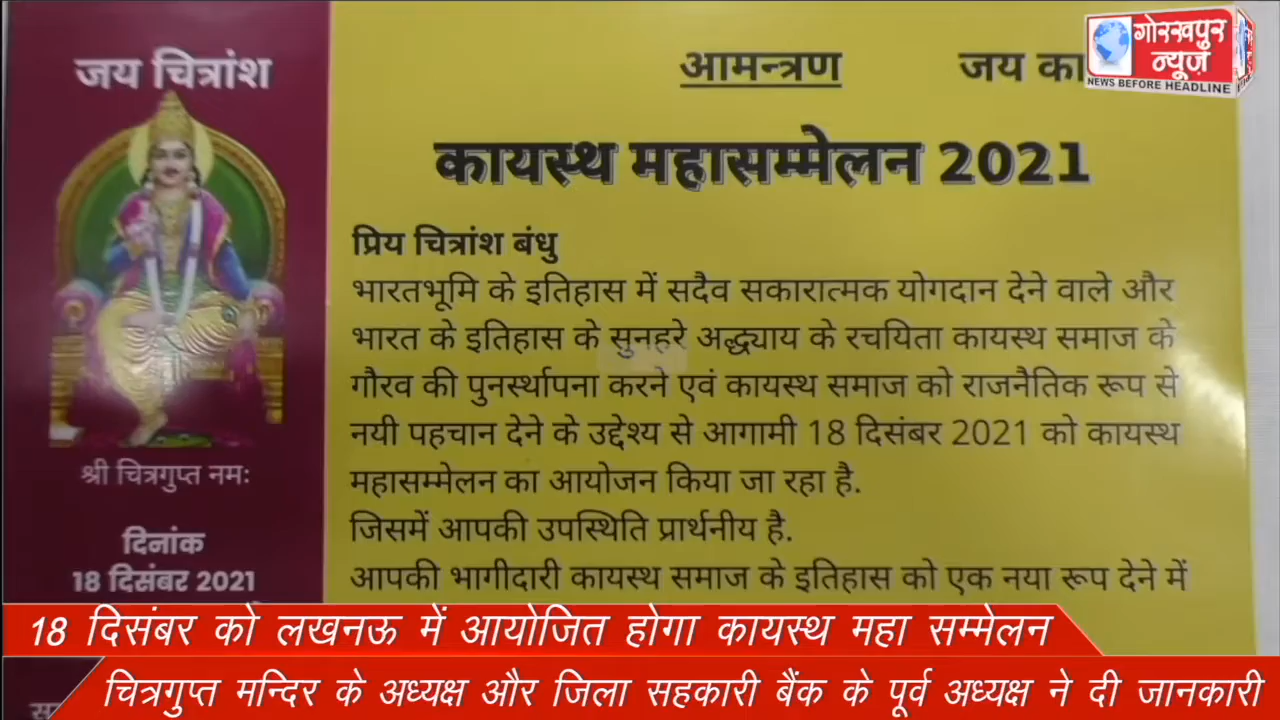 जय चित्रांश
श्री चित्रगुप्त नमः
दिनांक
18 दिसंबर 2021
आमन्त्रण
जय
गोरखपुर
न्यूज़
NEWS BEFORE HEADLINE
कायस्थ महासम्मेलन 2021
प्रिय चित्रांश बंधु
भारतभूमि के इतिहास में सदैव सकारात्मक योगदान देने वाले और
भारत के इतिहास के सुनहरे अद्ध्याय के रचयिता कायस्थ समाज के
गौरव की पुनर्स्थापना करने एवं कायस्थ समाज को राजनैतिक रूप से
नयी पहचान देने के उद्देश्य से आगामी 18 दिसंबर 2021 को कायस्थ
महासम्मेलन का आयोजन किया जा रहा है.
जिसमें आपकी उपस्थिति प्रार्थनीय है.
आपकी भागीदारी कायस्थ समाज के इतिहास को एक नया रूप देने में
18 दिसंबर को लखनऊ में आयोजित होगा कायस्थ महा सम्मेलन
चित्रगुप्त मन्दिर के अध्यक्ष और जिला सहकारी बैंक के पूर्व अध्यक्ष ने दी जानकारी